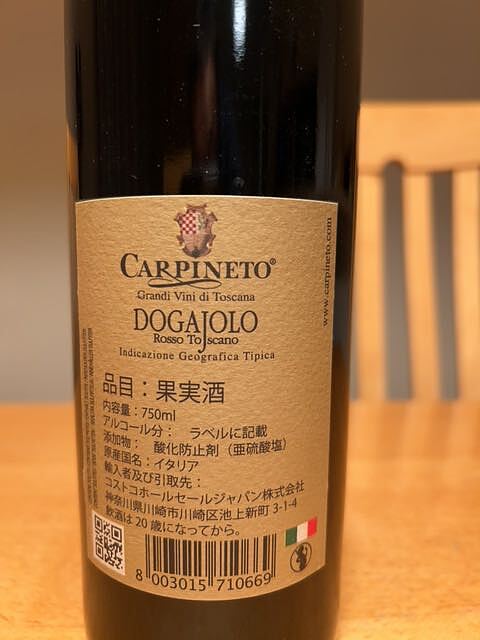 CARPINETO®
Grandi Vini di Toscana
DOGAJOLO
Rosso Toscano
Indicazione Geografica Tipica
品目：果実酒
内容量：750ml
アルコール分： ラベルに記載
添加物： 酸化防止剤（亜硫酸塩）
原産国名：イタリア
輸入者及び引取先：
コストコホールセールジャパン株式会社
神奈川県川崎市川崎区池上新町 3-1-4
飲酒は 20 歳になってから。
8 003015 710669
www.carpineto.com